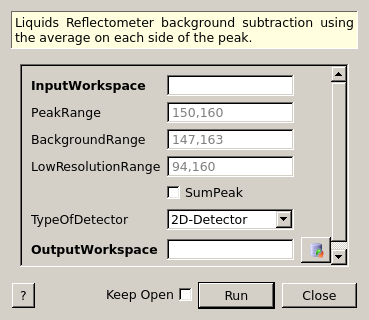 Liquids Reflectometer background subtraction using
the average on each side of the peak.
InputWorkspace
PeakRange 150,160
BackgroundRange 147,163
LowResolutionRange 94,160
SumPeak
TypeOfDetector 2D-Detector
OutputWorkspace
? Keep Open Run Close